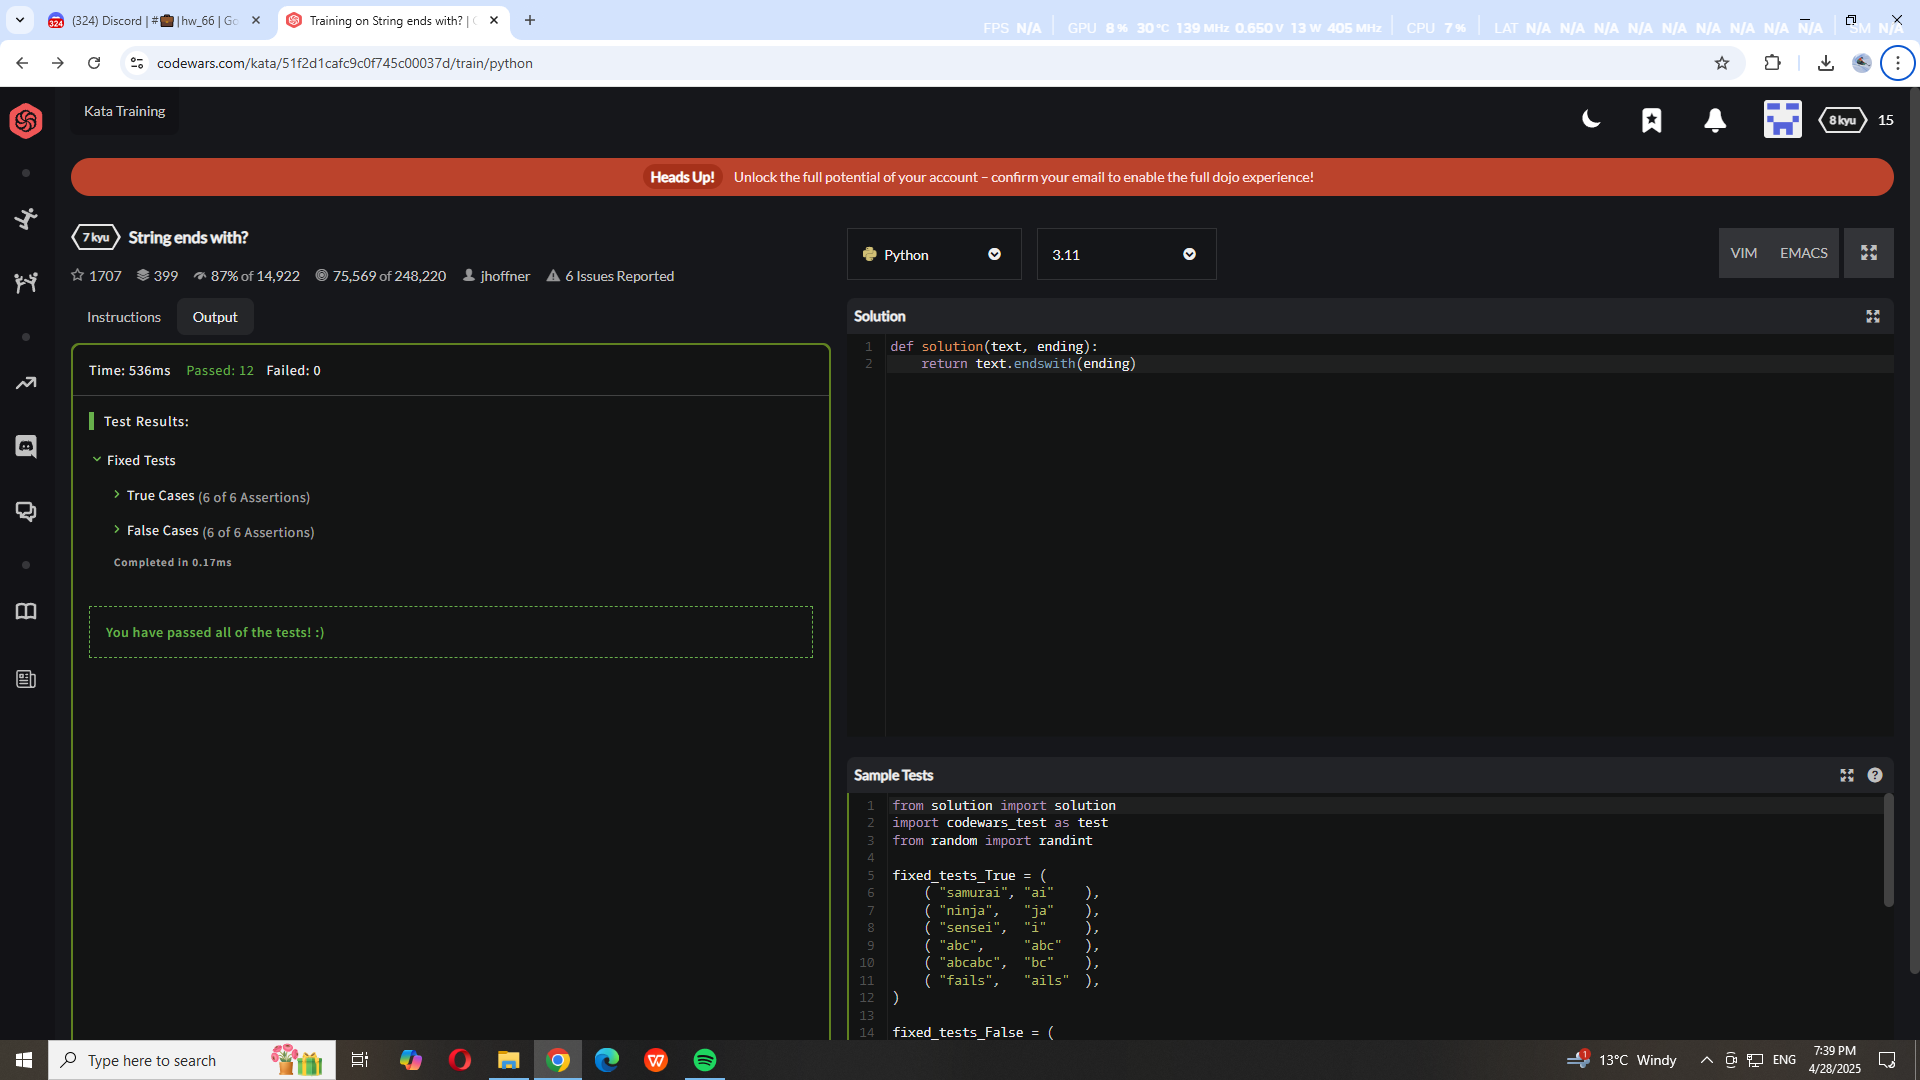 (324) Discord | #💼|hw_66 | Go
Training on String ends with? | C
FPS N/A GPU 8% 30°C 139 MHz 0.650 V 13 W 405 MHz CPU 7% LAT N/A N/A N/A N/A N/A N/A N/A N/A N/A SM N/A
codewars.com/kata/51f2d1cafc9c0f745c00037d/train/python
Kata Training
8 kyu 15
Heads Up! Unlock the full potential of your account – confirm your email to enable the full dojo experience!
7 kyu String ends with?
1707 399 87% of 14,922 75,569 of 248,220 jhoffner 6 Issues Reported
Python 3.11
VIM EMACS
Instructions Output
Time: 536ms Passed: 12 Failed: 0
Test Results:
Fixed Tests
True Cases (6 of 6 Assertions)
False Cases (6 of 6 Assertions)
Completed in 0.17ms
You have passed all of the tests! :)
Solution
1 def solution(text, ending):
2     return text.endswith(ending)
Sample Tests
1 from solution import solution
2 import codewars_test as test
3 from random import randint
4
5 fixed_tests_True = (
6     ( "samurai", "ai"    ),
7     ( "ninja",   "ja"    ),
8     ( "sensei",  "i"     ),
9     ( "abc",     "abc"   ),
10     ( "abcabc",  "bc"    ),
11     ( "fails",   "ails"  ),
12 )
13
14 fixed_tests_False = (
Type here to search
1 13°C Windy ENG
7:39 PM
4/28/2025